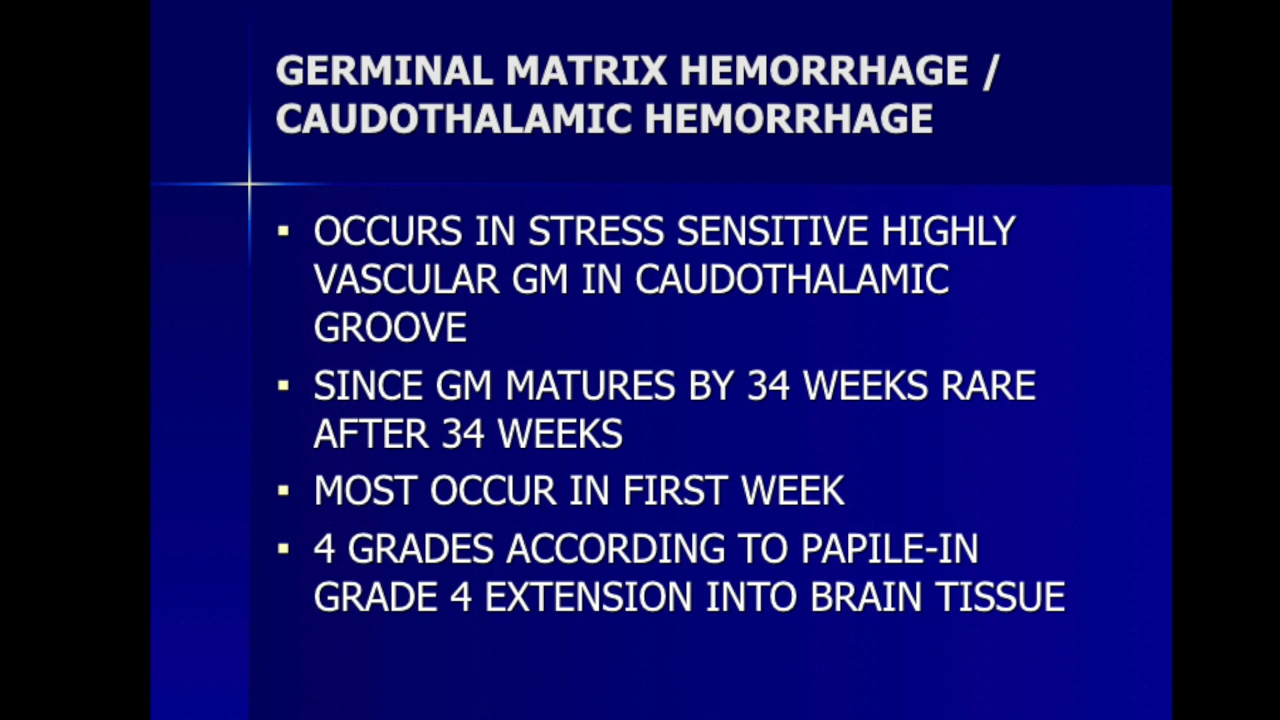 GERMINAL MATRIX HEMORRHAGE /
CAUDOTHALAMIC HEMORRHAGE
▪ OCCURS IN STRESS SENSITIVE HIGHLY
VASCULAR GM IN CAUDOTHALAMIC
GROOVE
▪ SINCE GM MATURES BY 34 WEEKS RARE
AFTER 34 WEEKS
▪ MOST OCCUR IN FIRST WEEK
▪ 4 GRADES ACCORDING TO PAPILE-IN
GRADE 4 EXTENSION INTO BRAIN TISSUE